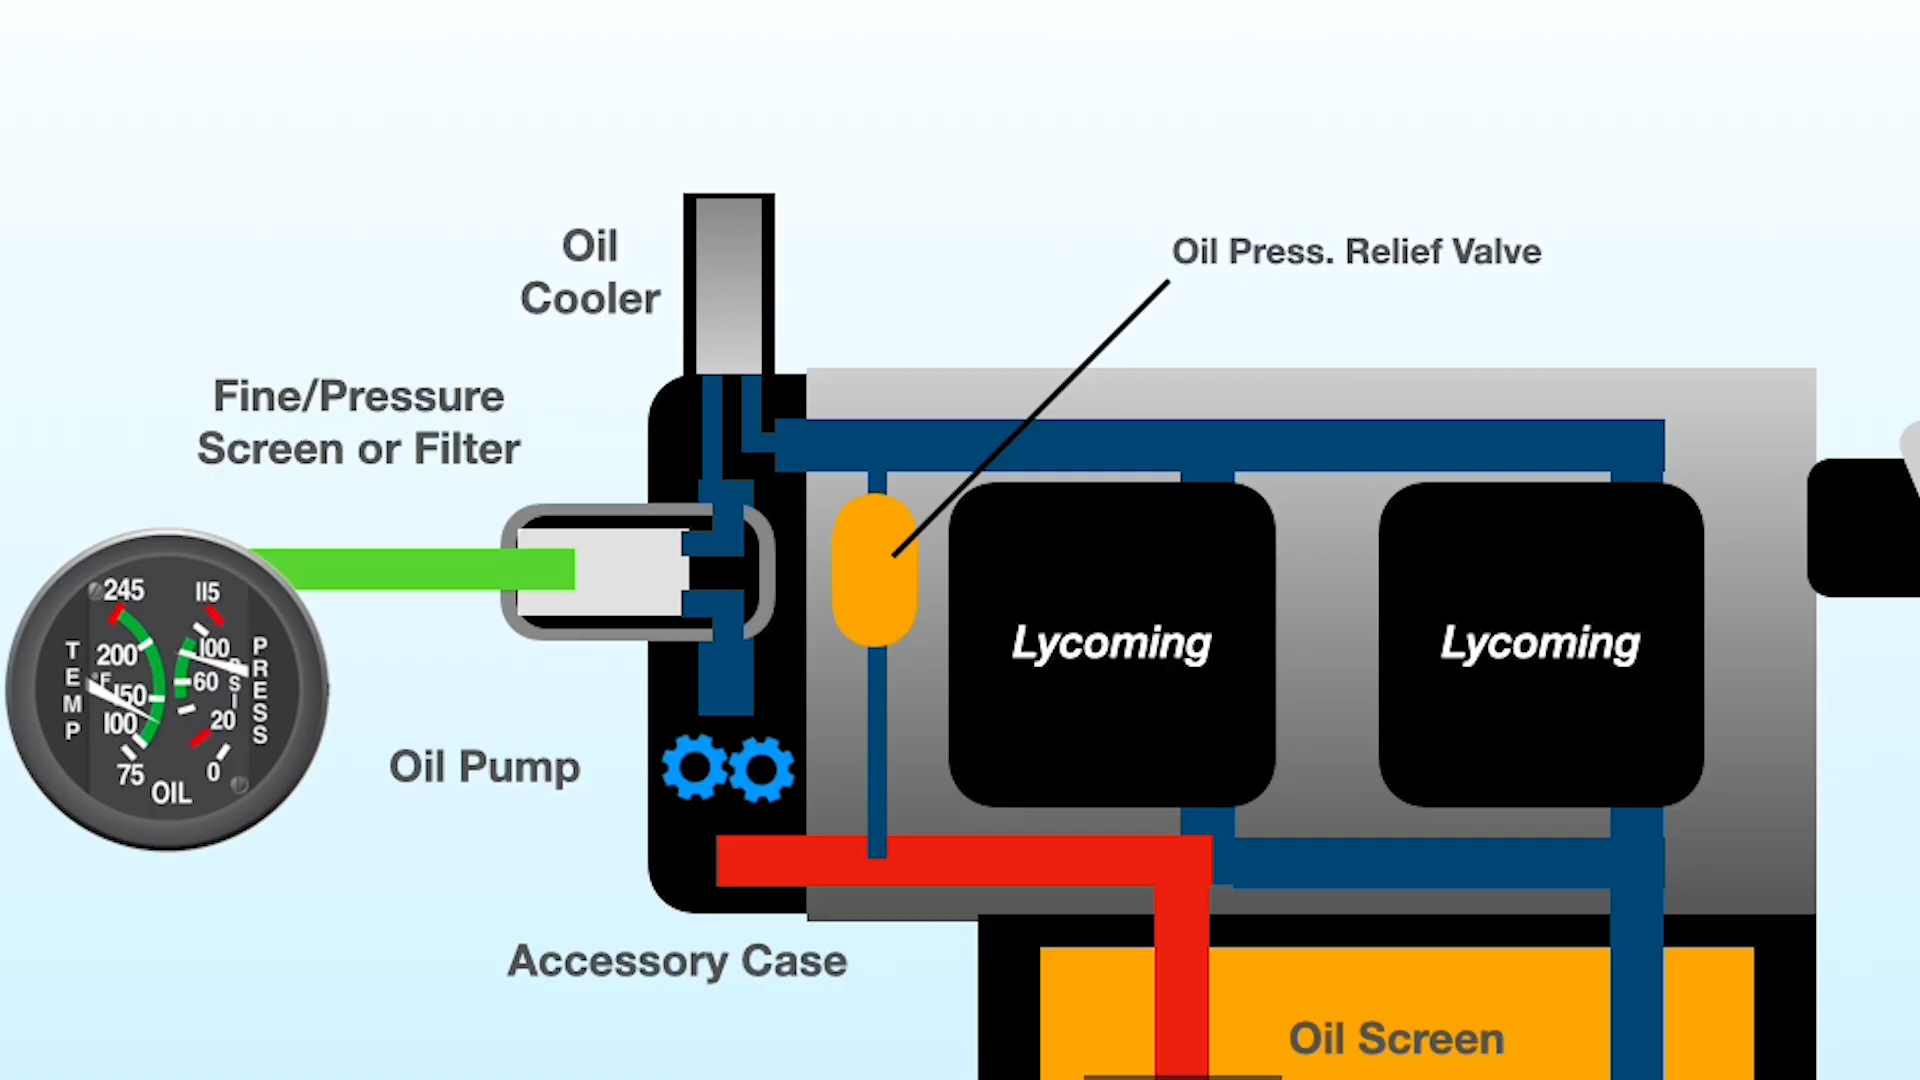 Oil
Cooler
Oil Press. Relief Valve
Fine/Pressure
Screen or Filter
245
115
200
100
TEMP
°F
PRESS
PSI
150
60
100
20
75
0
OIL
Lycoming
Lycoming
Oil Pump
Accessory Case
Oil Screen